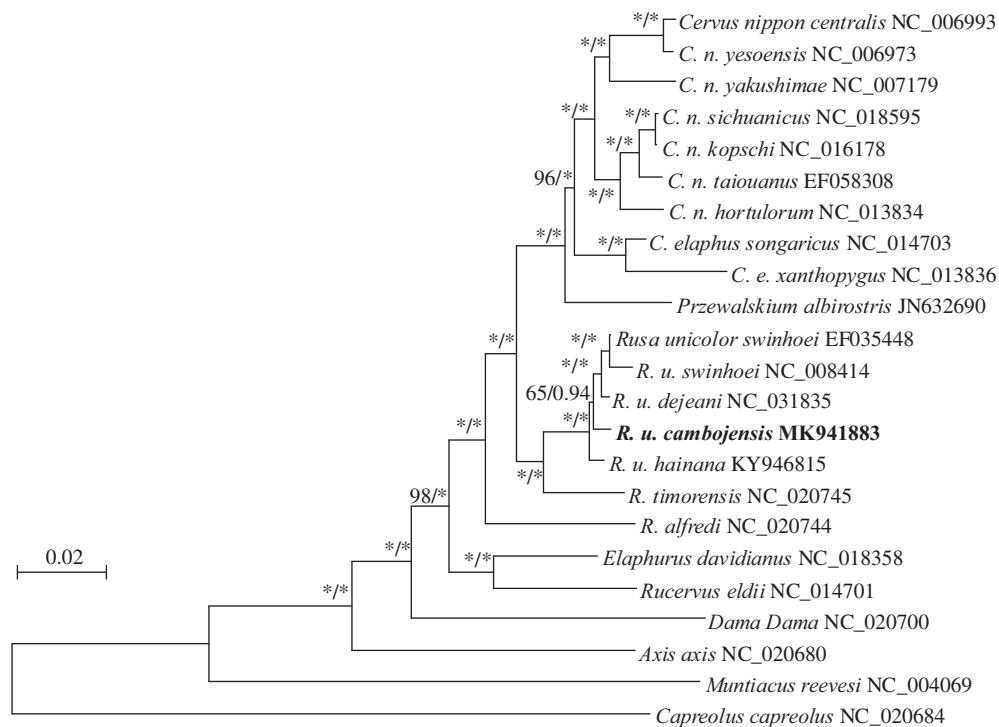 */*
Cervus nippon centralis NC_006993
*/*
C. n. yesoensis NC_006973
C. n. yakushimae NC_007179
*/*
*/*
C. n. sichuanicus NC_018595
*/*
C. n. kopschi NC_016178
96/*
C. n. taiouanus EF058308
*/*
C. n. hortulorum NC_013834
*/*
*/*
C. elaphus songaricus NC_014703
C. e. xanthopygus NC_013836
Przewalskium albirostris JN632690
*/*
*/*
Rusa unicolor swinhoei EF035448
*/*
R. u. swinhoei NC_008414
65/0.94
R. u. dejeani NC_031835
*/*
*/*
R. u. cambojensis MK941883
R. u. hainana KY946815
*/*
98/*
R. timorensis NC_020745
R. alfredi NC_020744
0.02
*/*
*/*
Elaphurus davidianus NC_018358
*/*
Rucervus eldii NC_014701
Dama Dama NC_020700
Axis axis NC_020680
Muntiacus reevesi NC_004069
Capreolus capreolus NC_020684